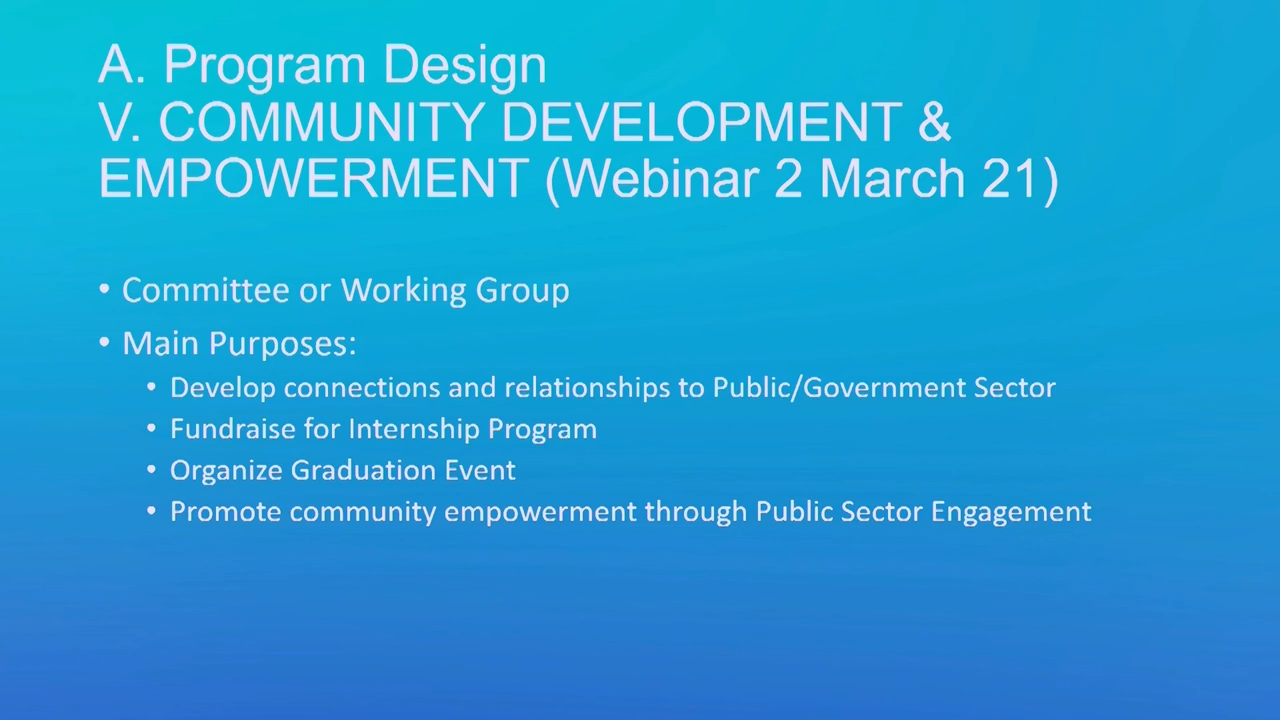 A. Program Design
V. COMMUNITY DEVELOPMENT &
EMPOWERMENT (Webinar 2 March 21)
• Committee or Working Group
• Main Purposes:
• Develop connections and relationships to Public/Government Sector
• Fundraise for Internship Program
• Organize Graduation Event
• Promote community empowerment through Public Sector Engagement